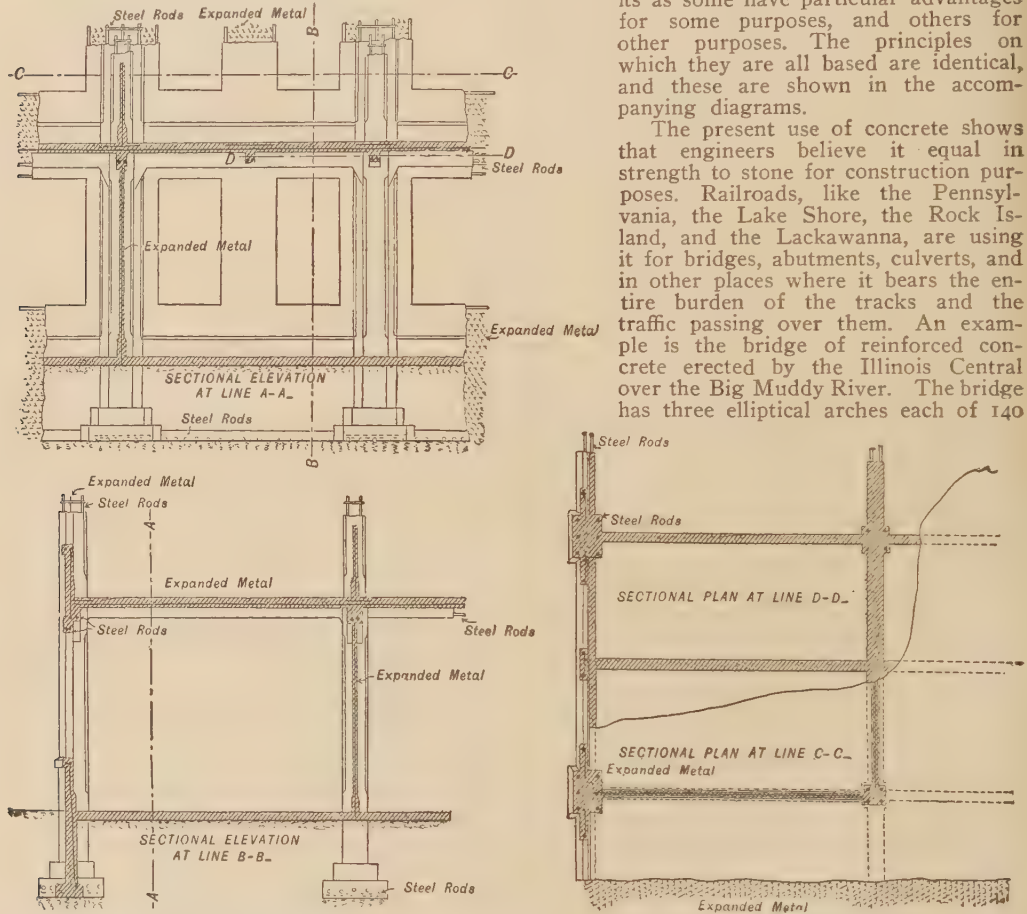 its as some have particular advantages
for some purposes, and others for
other purposes. The principles on
which they are all based are identical,
and these are shown in the accom-
panying diagrams.
The present use of concrete shows
that engineers believe it equal in
strength to stone for construction pur-
poses. Railroads, like the Pennsyl-
vania, the Lake Shore, the Rock Is-
land, and the Lackawanna, are using
it for bridges, abutments, culverts, and
in other places where it bears the en-
tire burden of the tracks and the
traffic passing over them. An exam-
ple is the bridge of reinforced con-
crete erected by the Illinois Central
over the Big Muddy River. The bridge
has three elliptical arches each of 140
Steel Rods
Expanded Metal
B
C
C
D
D
Steel Rods
Expanded Metal
Expanded Metal
SECTIONAL ELEVATION
AT LINE A-A
Steel Rods
B
Expanded Metal
Steel Rods
A
Expanded Metal
Steel Rods
Steel Rods
Expanded Metal
SECTIONAL ELEVATION
AT LINE B-B
Steel Rods
A
Steel Rods
Steel Rods
SECTIONAL PLAN AT LINE D-D
SECTIONAL PLAN AT LINE C-C
Expanded Metal
Expanded Metal